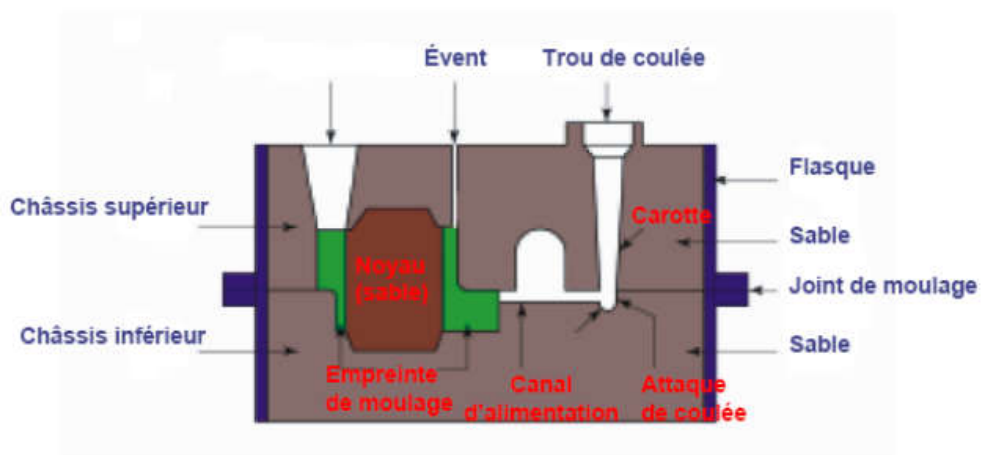 Évent
Trou de coulée
Flasque
Châssis supérieur
Carotte
Sable
Noyau
(sable)
Joint de moulage
Châssis inférieur
Sable
Empreinte
de moulage
Canal
d'alimentation
Attaque
de coulée